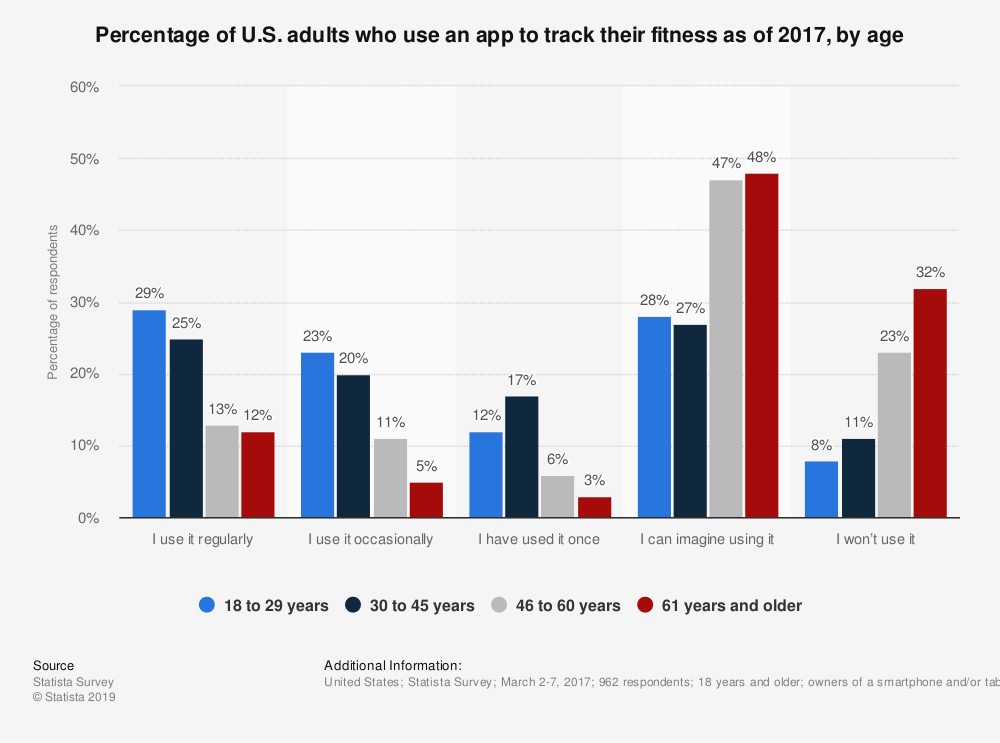 Percentage of U.S. adults who use an app to track their fitness as of 2017, by age
Percentage of respondents
60%
50%
40%
30%
20%
10%
0%
29%
25%
13%
12%
23%
20%
11%
5%
12%
17%
6%
3%
28%
27%
47%
48%
8%
11%
23%
32%
I use it regularly
I use it occasionally
I have used it once
I can imagine using it
I won't use it
18 to 29 years
30 to 45 years
46 to 60 years
61 years and older
Source
Statista Survey
© Statista 2019
Additional Information:
United States; Statista Survey; March 2-7, 2017; 962 respondents; 18 years and older; owners of a smartphone and/or